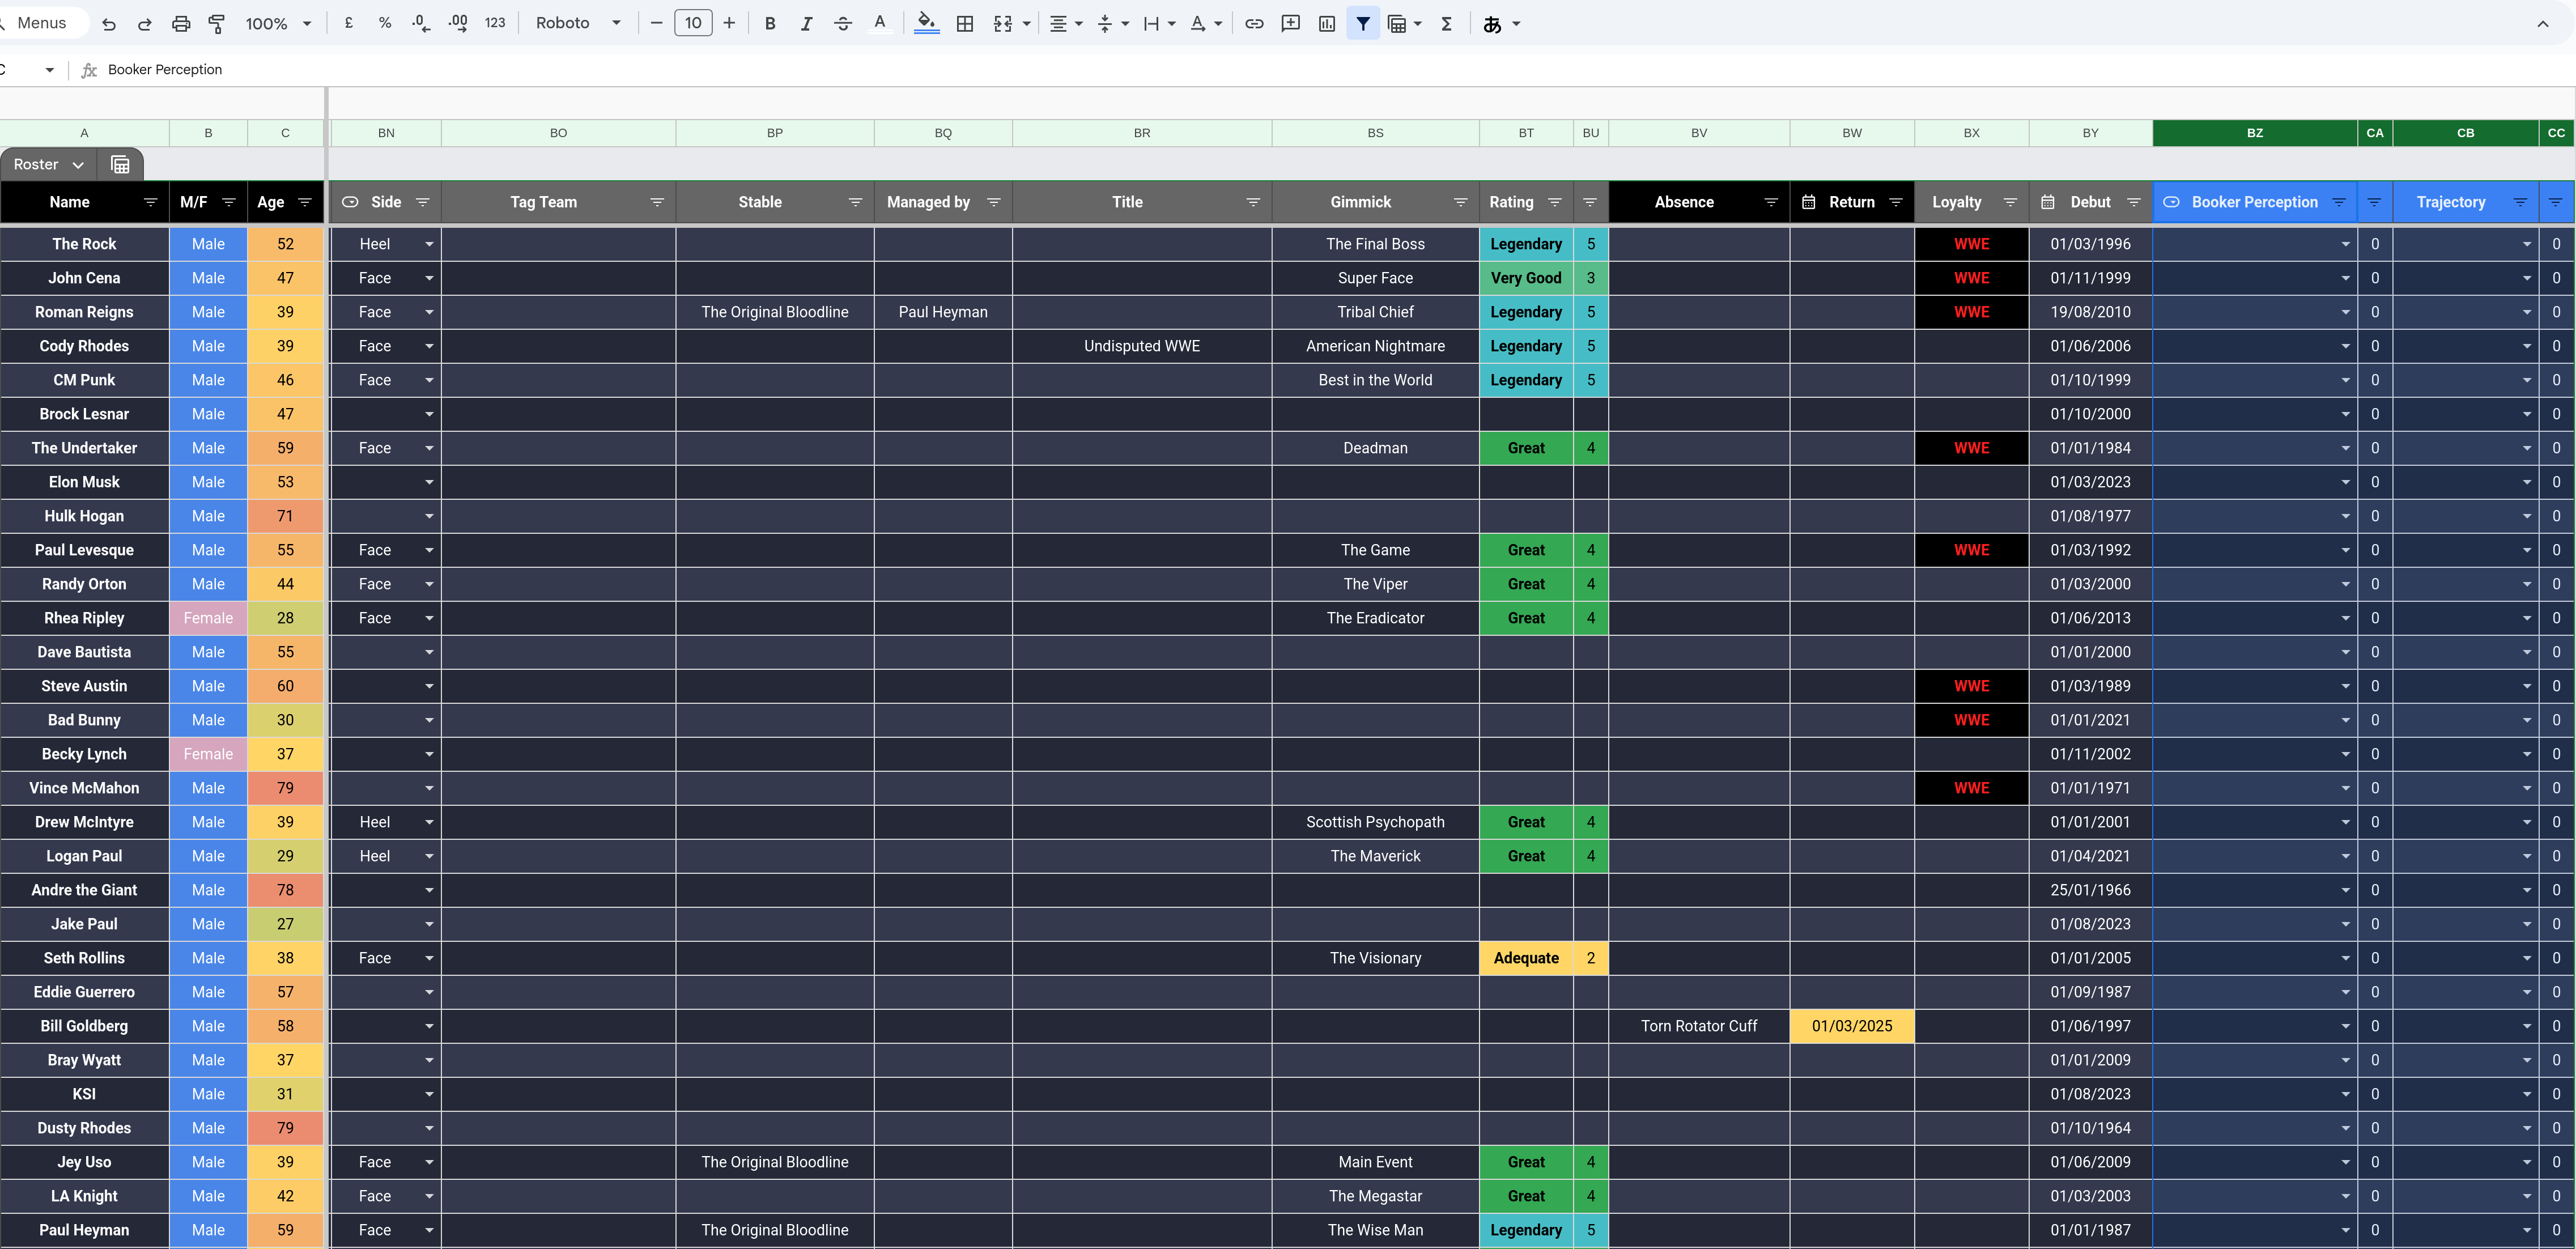 Menus 100% £ % .0 .00 123 Roboto 10 B I A あ
Booker Perception
A B C BN BO BP BQ BR BS BT BU BV BW BX BY BZ CA CB CC
Roster
Name M/F Age Side Tag Team Stable Managed by Title Gimmick Rating Absence Return Loyalty Debut Booker Perception Trajectory
The Rock Male 52 Heel The Final Boss Legendary 5 WWE 01/03/1996 0 0
John Cena Male 47 Face Super Face Very Good 3 WWE 01/11/1999 0 0
Roman Reigns Male 39 Face The Original Bloodline Paul Heyman Tribal Chief Legendary 5 WWE 19/08/2010 0 0
Cody Rhodes Male 39 Face Undisputed WWE American Nightmare Legendary 5 01/06/2006 0 0
CM Punk Male 46 Face Best in the World Legendary 5 01/10/1999 0 0
Brock Lesnar Male 47 01/10/2000 0 0
The Undertaker Male 59 Face Deadman Great 4 WWE 01/01/1984 0 0
Elon Musk Male 53 01/03/2023 0 0
Hulk Hogan Male 71 01/08/1977 0 0
Paul Levesque Male 55 Face The Game Great 4 WWE 01/03/1992 0 0
Randy Orton Male 44 Face The Viper Great 4 01/03/2000 0 0
Rhea Ripley Female 28 Face The Eradicator Great 4 01/06/2013 0 0
Dave Bautista Male 55 01/01/2000 0 0
Steve Austin Male 60 WWE 01/03/1989 0 0
Bad Bunny Male 30 WWE 01/01/2021 0 0
Becky Lynch Female 37 01/11/2002 0 0
Vince McMahon Male 79 WWE 01/01/1971 0 0
Drew McIntyre Male 39 Heel Scottish Psychopath Great 4 01/01/2001 0 0
Logan Paul Male 29 Heel The Maverick Great 4 01/04/2021 0 0
Andre the Giant Male 78 25/01/1966 0 0
Jake Paul Male 27 01/08/2023 0 0
Seth Rollins Male 38 Face The Visionary Adequate 2 01/01/2005 0 0
Eddie Guerrero Male 57 01/09/1987 0 0
Bill Goldberg Male 58 Torn Rotator Cuff 01/03/2025 01/06/1997 0 0
Bray Wyatt Male 37 01/01/2009 0 0
KSI Male 31 01/08/2023 0 0
Dusty Rhodes Male 79 01/10/1964 0 0
Jey Uso Male 39 Face The Original Bloodline Main Event Great 4 01/06/2009 0 0
LA Knight Male 42 Face The Megastar Great 4 01/03/2003 0 0
Paul Heyman Male 59 Face The Original Bloodline The Wise Man Legendary 5 01/01/1987 0 0